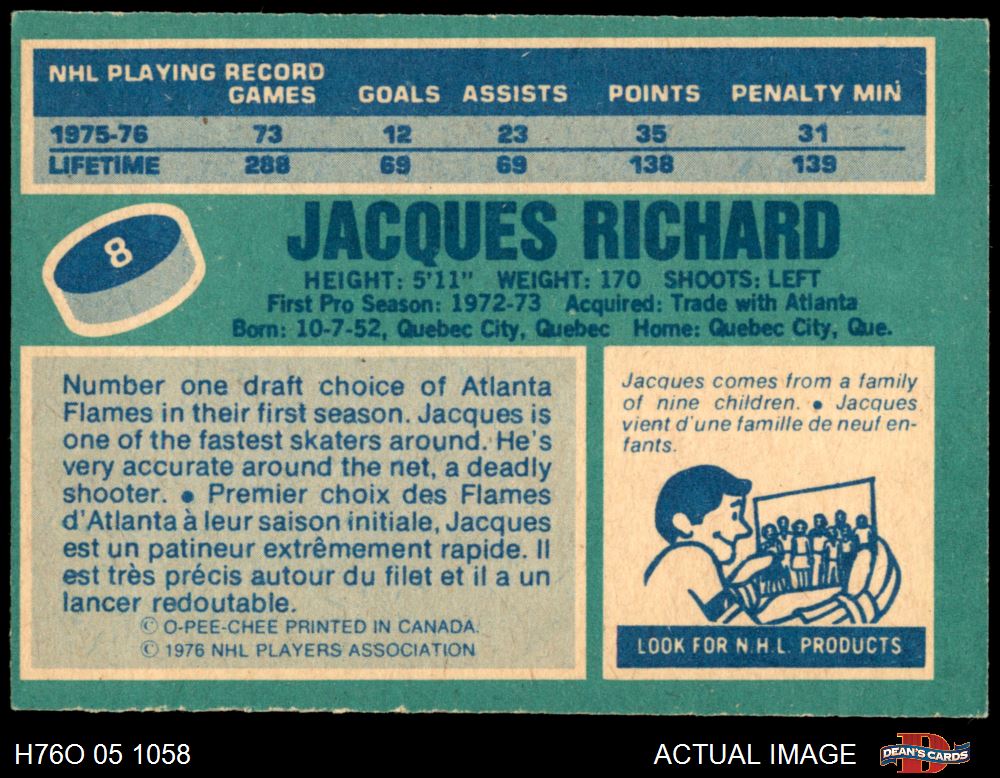 NHL PLAYING RECORD
GAMES GOALS ASSISTS POINTS PENALTY MIN
1975-76 73 12 23 35 31
LIFETIME 288 69 69 138 139
8
JACQUES RICHARD
HEIGHT: 5'11" WEIGHT: 170 SHOOTS: LEFT
First Pro Season: 1972-73 Acquired: Trade with Atlanta
Born: 10-7-52, Quebec City, Quebec Home: Quebec City, Que.
Number one draft choice of Atlanta
Flames in their first season. Jacques is
one of the fastest skaters around. He's
very accurate around the net, a deadly
shooter. • Premier choix des Flames
d'Atlanta à leur saison initiale, Jacques
est un patineur extrêmement rapide. Il
est très précis autour du filet et il a un
lancer redoutable.
© O-PEE-CHEE PRINTED IN CANADA.
© 1976 NHL PLAYERS ASSOCIATION
Jacques comes from a family
of nine children. • Jacques
vient d'une famille de neuf en-
fants.
LOOK FOR N.H.L. PRODUCTS
H76O 05 1058
ACTUAL IMAGE
DEAN'S CARDS